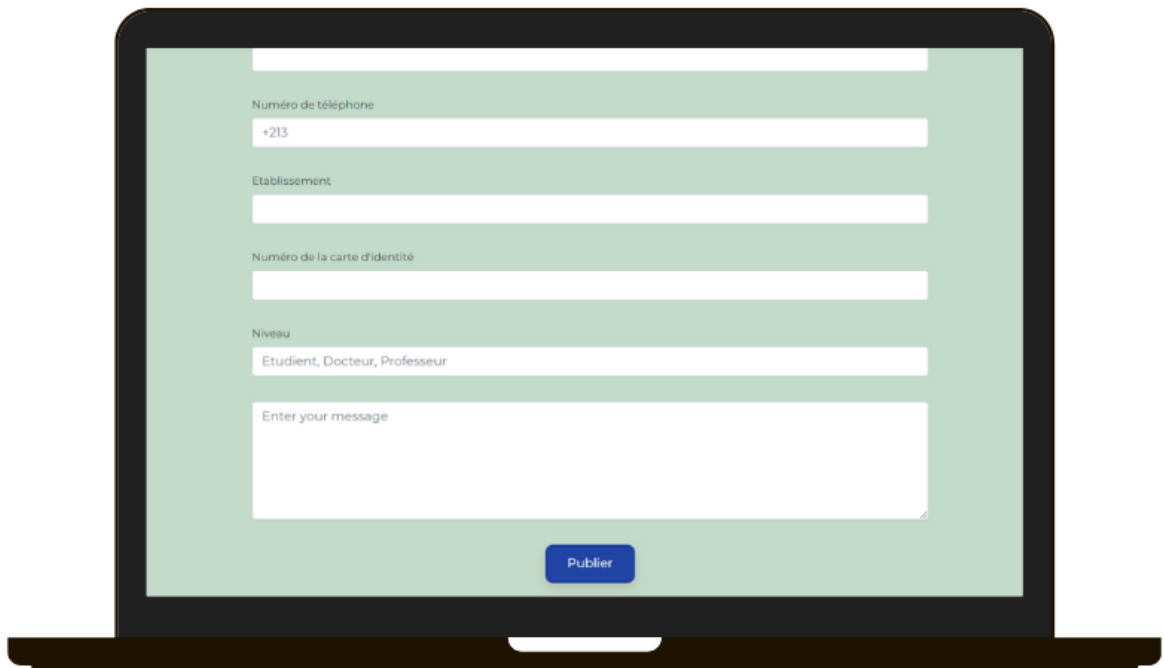 Numéro de téléphone
+213
Etablissement
Numéro de la carte d'identité
Niveau
Etudient, Docteur, Professeur
Enter your message
Publier